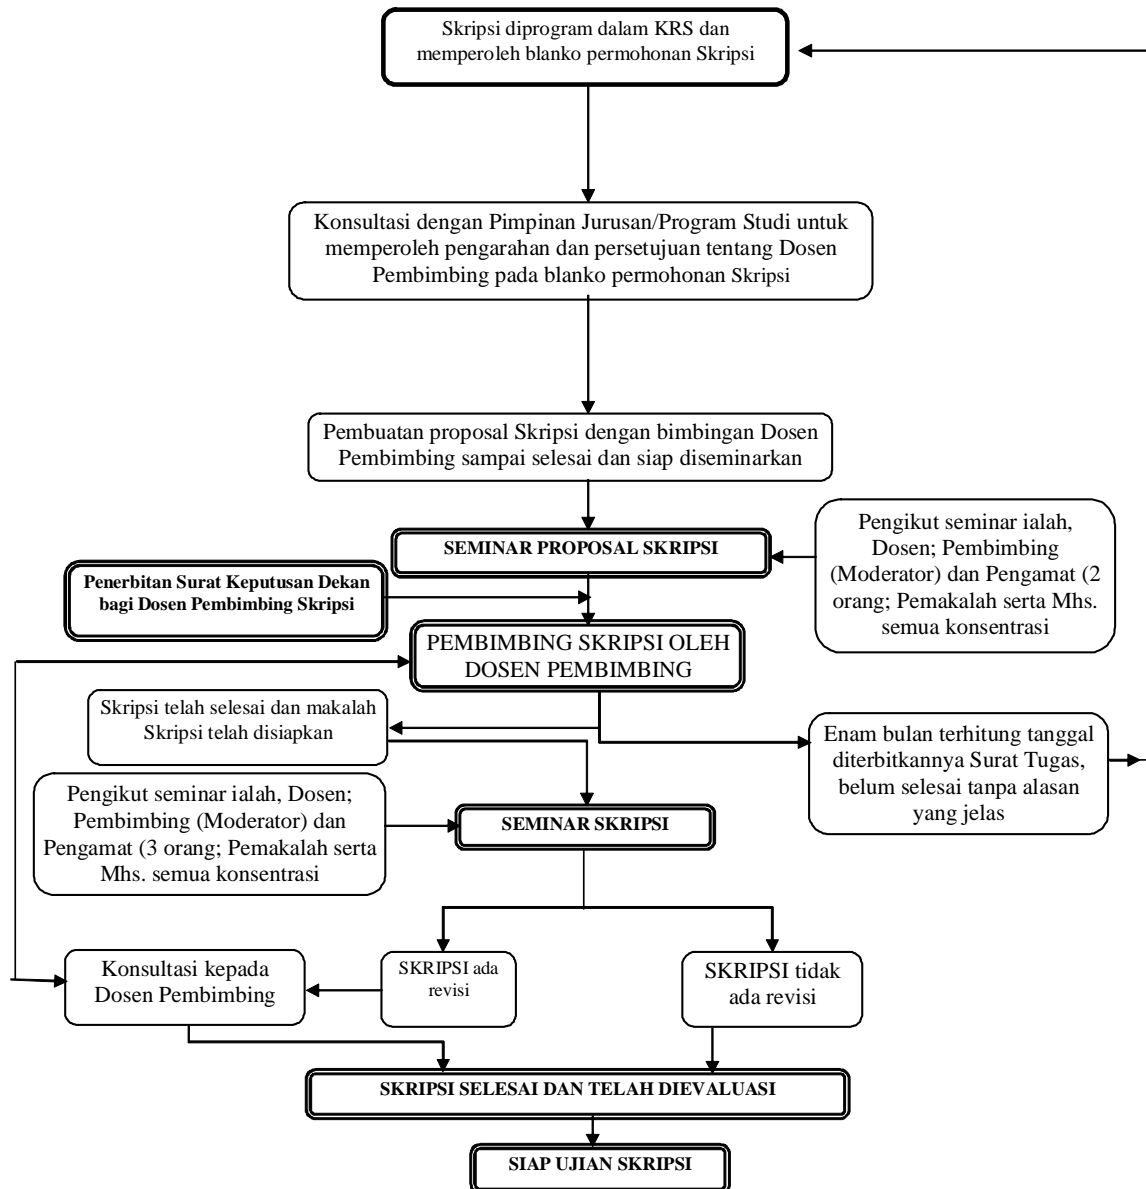 Skripsi diprogram dalam KRS dan
memperoleh blanko permohonan Skripsi
Konsultasi dengan Pimpinan Jurusan/Program Studi untuk
memperoleh pengarahan dan persetujuan tentang Dosen
Pembimbing pada blanko permohonan Skripsi
Pembuatan proposal Skripsi dengan bimbingan Dosen
Pembimbing sampai selesai dan siap diseminarkan
SEMINAR PROPOSAL SKRIPSI
Pengikut seminar ialah,
Dosen; Pembimbing
(Moderator) dan Pengamat (2
orang; Pemakalah serta Mhs.
semua konsentrasi
Penerbitan Surat Keputusan Dekan
bagi Dosen Pembimbing Skripsi
PEMBIMBING SKRIPSI OLEH
DOSEN PEMBIMBING
Skripsi telah selesai dan makalah
Skripsi telah disiapkan
Enam bulan terhitung tanggal
diterbitkannya Surat Tugas,
belum selesai tanpa alasan
yang jelas
Pengikut seminar ialah, Dosen;
Pembimbing (Moderator) dan
Pengamat (3 orang; Pemakalah serta
Mhs. semua konsentrasi
SEMINAR SKRIPSI
Konsultasi kepada
Dosen Pembimbing
SKRIPSI ada
revisi
SKRIPSI tidak
ada revisi
SKRIPSI SELESAI DAN TELAH DIEVALUASI
SIAP UJIAN SKRIPSI